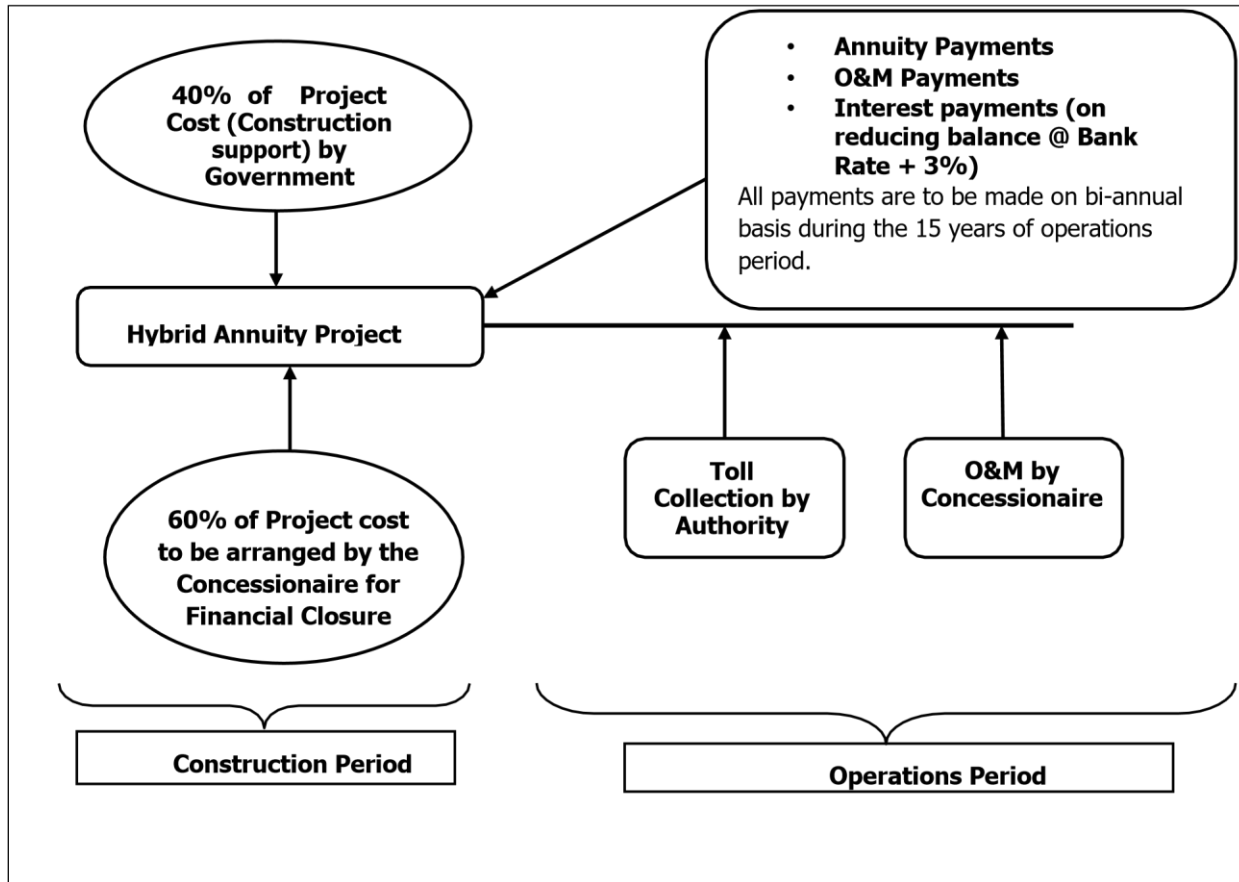 40% of Project
Cost (Construction
support) by
Government
• Annuity Payments
• O&M Payments
• Interest payments (on
reducing balance @ Bank
Rate + 3%)
All payments are to be made on bi-annual
basis during the 15 years of operations
period.
Hybrid Annuity Project
60% of Project cost
to be arranged by the
Concessionaire for
Financial Closure
Toll
Collection by
Authority
O&M by
Concessionaire
Construction Period
Operations Period